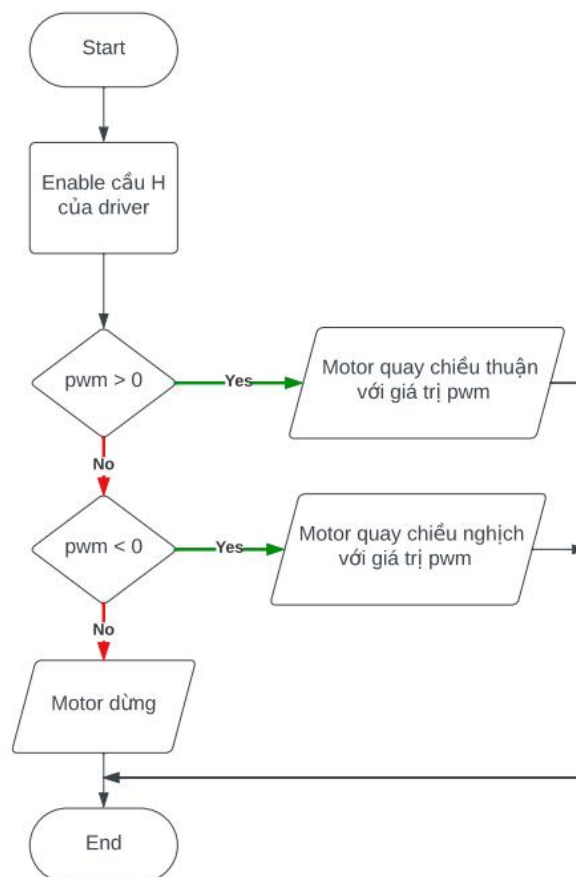 Start
Enable cầu H
của driver
pwm > 0
Yes
Motor quay chiều thuận
với giá trị pwm
No
pwm < 0
Yes
Motor quay chiều nghịch
với giá trị pwm
No
Motor dừng
End